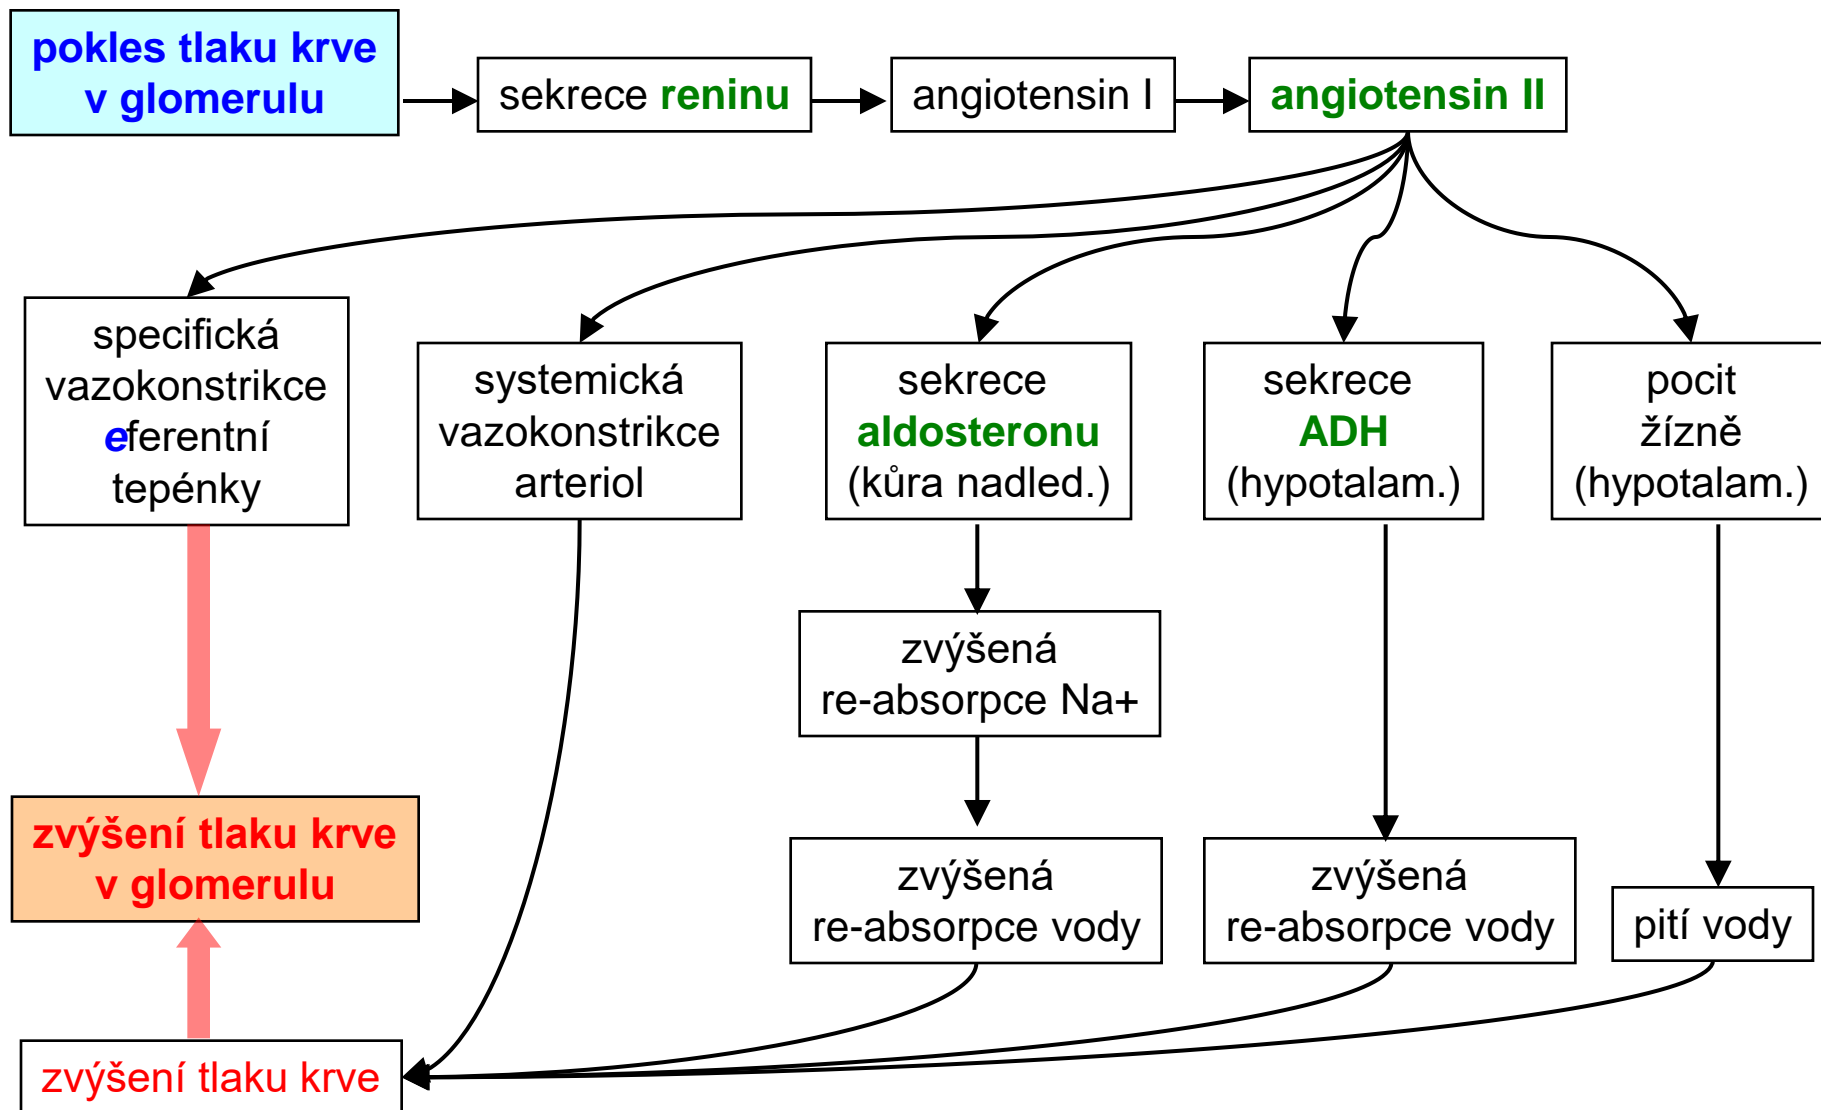 pokles tlaku krve
v glomerulu
sekrece reninu
angiotensin I
angiotensin II
specifická
vazokonstrikce
eferentní
tepénky
systemická
vazokonstrikce
arteriol
sekrece
aldosteronu
(kůra nadled.)
sekrece
ADH
(hypotalam.)
pocit
žízně
(hypotalam.)
zvýšená
re-absorpce Na+
zvýšení tlaku krve
v glomerulu
zvýšená
re-absorpce vody
zvýšená
re-absorpce vody
pití vody
zvýšení tlaku krve